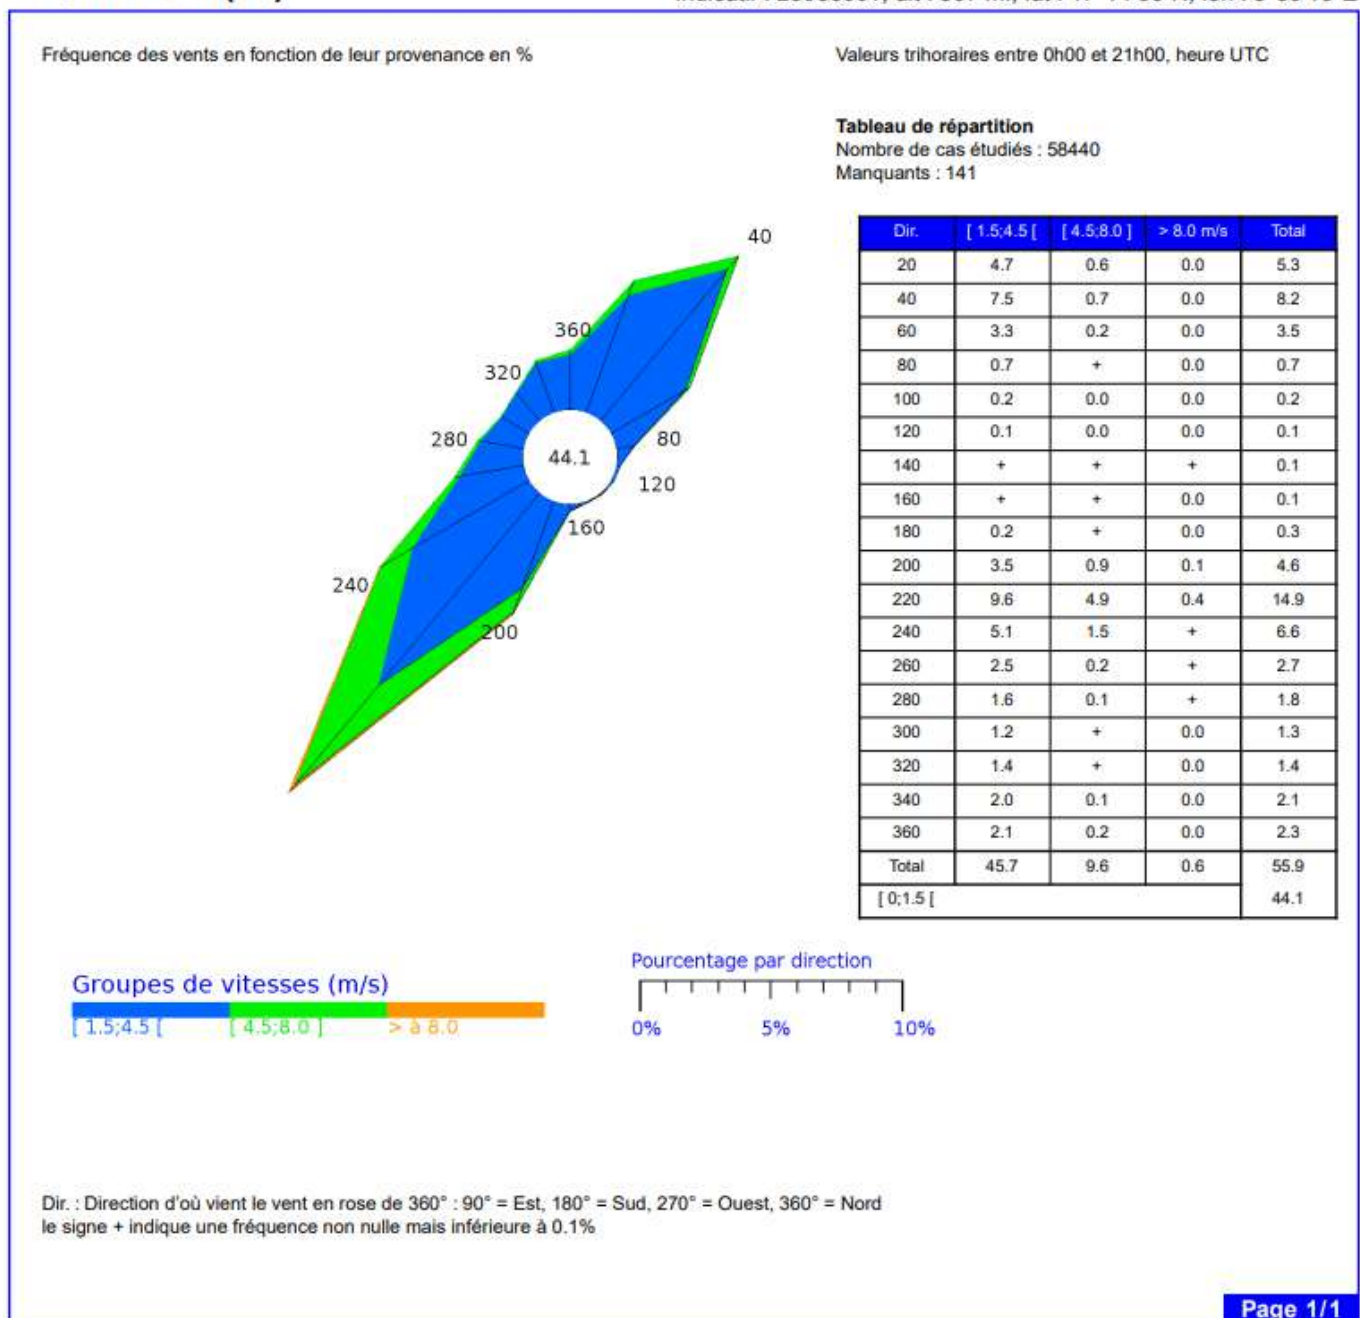 Fréquence des vents en fonction de leur provenance en %
Valeurs trihoraires entre 0h00 et 21h00, heure UTC
Tableau de répartition
Nombre de cas étudiés : 58440
Manquants : 141
40
360
320
280
44.1
80
120
160
240
200
Dir. [ 1.5;4.5 [ [ 4.5;8.0 ] > 8.0 m/s Total
20 4.7 0.6 0.0 5.3
40 7.5 0.7 0.0 8.2
60 3.3 0.2 0.0 3.5
80 0.7 + 0.0 0.7
100 0.2 0.0 0.0 0.2
120 0.1 0.0 0.0 0.1
140 + + + 0.1
160 + + 0.0 0.1
180 0.2 + 0.0 0.3
200 3.5 0.9 0.1 4.6
220 9.6 4.9 0.4 14.9
240 5.1 1.5 + 6.6
260 2.5 0.2 + 2.7
280 1.6 0.1 + 1.8
300 1.2 + 0.0 1.3
320 1.4 + 0.0 1.4
340 2.0 0.1 0.0 2.1
360 2.1 0.2 0.0 2.3
Total 45.7 9.6 0.6 55.9
[ 0;1.5 [ 44.1
Groupes de vitesses (m/s)
[ 1.5;4.5 [ [ 4.5;8.0 ] > à 8.0
Pourcentage par direction
0% 5% 10%
Dir. : Direction d'où vient le vent en rose de 360° : 90° = Est, 180° = Sud, 270° = Ouest, 360° = Nord
le signe + indique une fréquence non nulle mais inférieure à 0.1%
Page 1/1